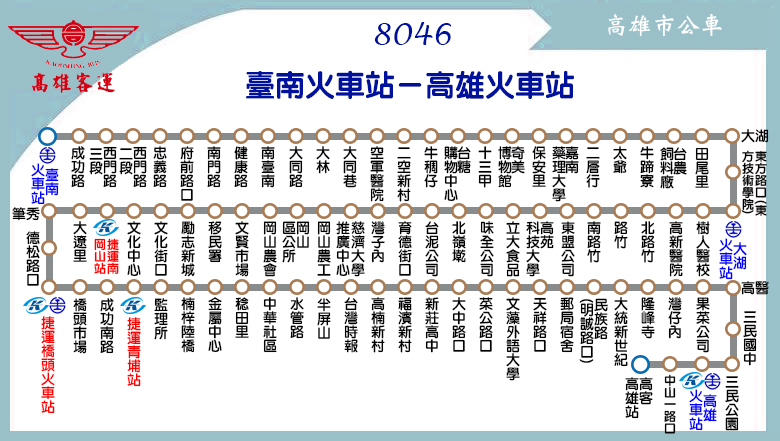 8046
高雄市公車
KAOHSIUNG BUS
高雄客運
臺南火車站－高雄火車站
臺南火車站
成功路
西門路三段
西門路二段
忠義路
府前路口
南門路
健康路
南臺南
大同路
大林
大同巷
空軍醫院
二空新村
牛稠仔
台糖購物中心
十三甲
奇美博物館
保安里
嘉南藥理大學
二層行
太爺
牛蹄寮
台農飼料廠
田尾里
大湖
東方路口(東方技術學院)
大湖火車站
樹人醫校
高新醫院
北路竹
路竹
南路竹
東盟公司
高苑科技大學
立大食品
味全公司
北嶺墩
台泥公司
育德街口
灣子內
慈濟大學推廣中心
岡山農工
岡山區公所
岡山農會
文賢市場
移民署
勵志新城
文化街口
文化中心
捷運南岡山站
大遼里
筆秀
德松路口
捷運橋頭火車站
橋頭市場
成功南路
捷運青埔站
監理所
楠梓陸橋
金屬中心
稔田里
中華社區
水管路
半屏山
台灣時報
高楠新村
福濱新村
新莊高中
大中路口
菜公路口
文藻外語大學
天祥路口
郵局宿舍
民族路(明誠路口)
大統新世紀
隆峰寺
灣仔內
果菜公司
高醫
三民國中
三民公園
高雄火車站
中山一路口
高客高雄站